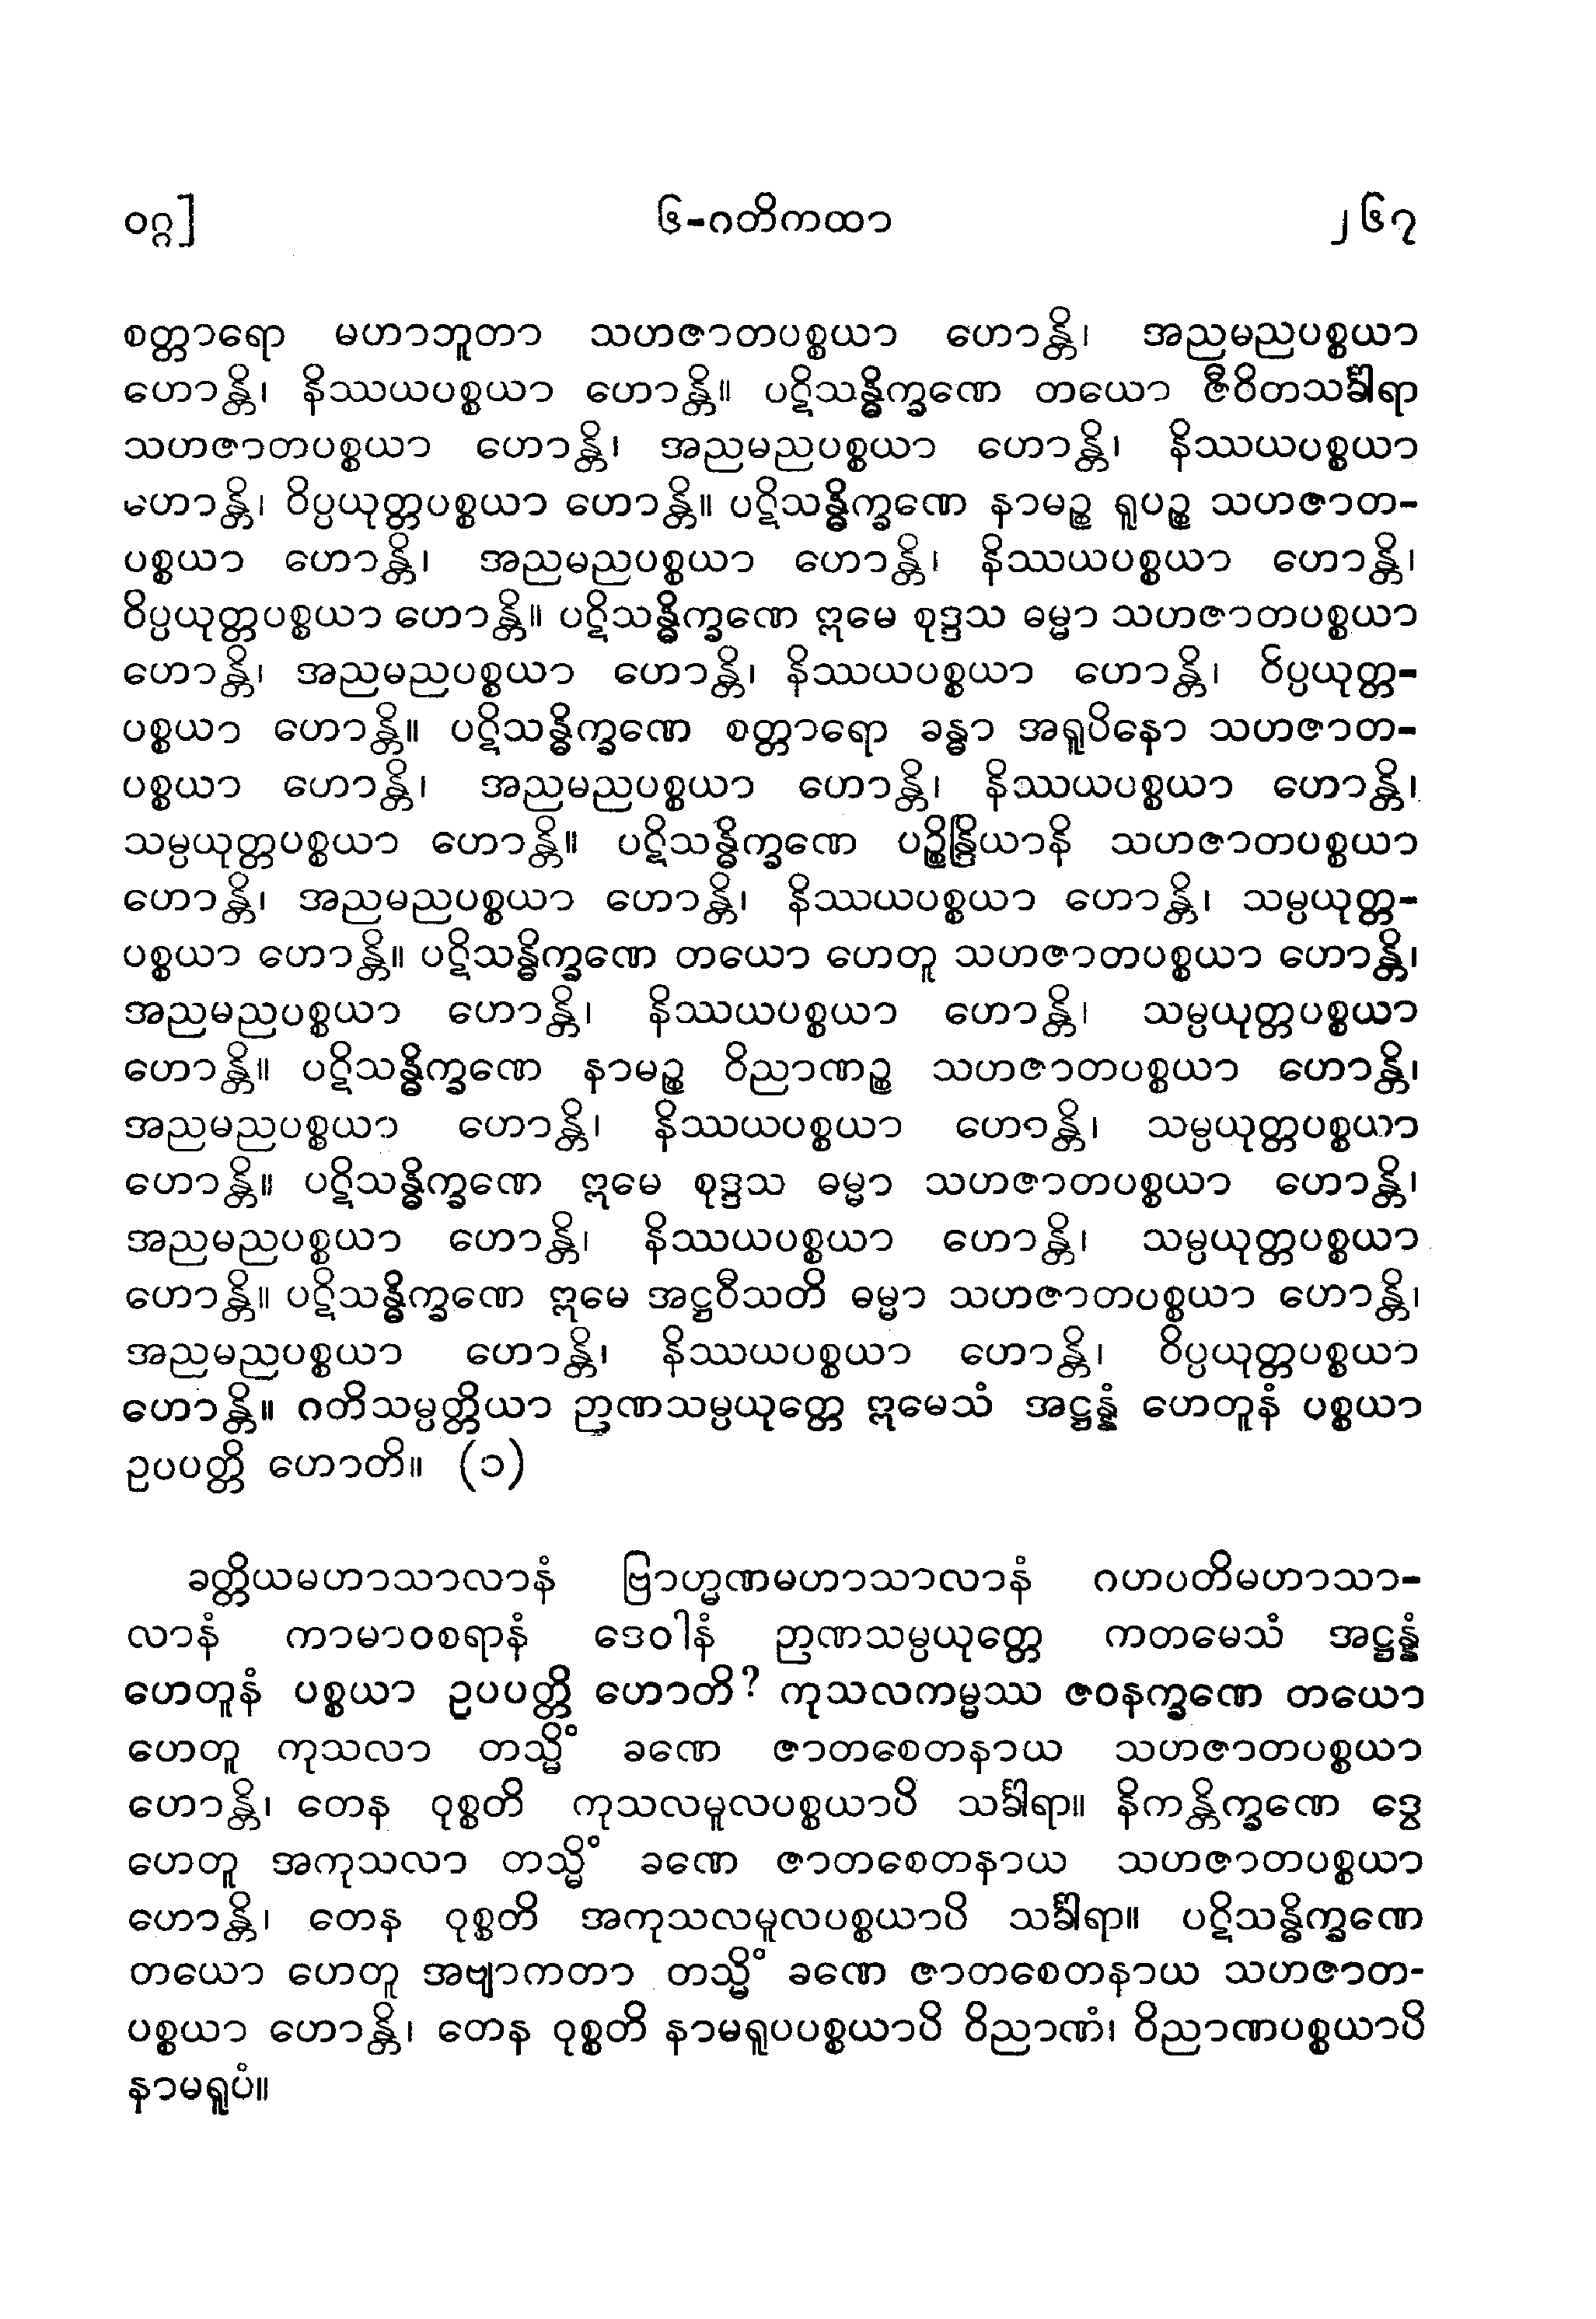 ဝဂ္ဂ] ၆-ဂတိကထာ ၂၆၇
စတ္တာရော မဟာဘူတာ သဟဇာတပစ္စယာ ဟောန္တိ၊ အညမညပစ္စယာ
ဟောန္တိ၊ နိဿယပစ္စယာ ဟောန္တိ။ ပဋိသန္ဓိက္ခဏေ တယော ဇီဝိတသင်္ခါရာ
သဟဇာတပစ္စယာ ဟောန္တိ၊ အညမညပစ္စယာ ဟောန္တိ၊ နိဿယပစ္စယာ
ဟောန္တိ၊ ဝိပ္ပယုတ္တပစ္စယာ ဟောန္တိ။ ပဋိသန္ဓိက္ခဏေ နာမဉ္စ ရူပဉ္စ သဟဇာတ-
ပစ္စယာ ဟောန္တိ၊ အညမညပစ္စယာ ဟောန္တိ၊ နိဿယပစ္စယာ ဟောန္တိ၊
ဝိပ္ပယုတ္တပစ္စယာ ဟောန္တိ။ ပဋိသန္ဓိက္ခဏေ ဣမေ စုဒ္ဒသ ဓမ္မာ သဟဇာတပစ္စယာ
ဟောန္တိ၊ အညမညပစ္စယာ ဟောန္တိ၊ နိဿယပစ္စယာ ဟောန္တိ၊ ဝိပ္ပယုတ္တ-
ပစ္စယာ ဟောန္တိ။ ပဋိသန္ဓိက္ခဏေ စတ္တာရော ခန္ဓာ အရူပိနော သဟဇာတ-
ပစ္စယာ ဟောန္တိ၊ အညမညပစ္စယာ ဟောန္တိ၊ နိဿယပစ္စယာ ဟောန္တိ၊
သမ္ပယုတ္တပစ္စယာ ဟောန္တိ။ ပဋိသန္ဓိက္ခဏေ ပဉ္စိန္ဒြိယာနိ သဟဇာတပစ္စယာ
ဟောန္တိ၊ အညမညပစ္စယာ ဟောန္တိ၊ နိဿယပစ္စယာ ဟောန္တိ၊ သမ္ပယုတ္တ-
ပစ္စယာ ဟောန္တိ။ ပဋိသန္ဓိက္ခဏေ တယော ဟေတူ သဟဇာတပစ္စယာ ဟောန္တိ၊
အညမညပစ္စယာ ဟောန္တိ၊ နိဿယပစ္စယာ ဟောန္တိ၊ သမ္ပယုတ္တပစ္စယာ
ဟောန္တိ။ ပဋိသန္ဓိက္ခဏေ နာမဉ္စ ဝိညာဏဉ္စ သဟဇာတပစ္စယာ ဟောန္တိ၊
အညမညပစ္စယာ ဟောန္တိ၊ နိဿယပစ္စယာ ဟောန္တိ၊ သမ္ပယုတ္တပစ္စယာ
ဟောန္တိ။ ပဋိသန္ဓိက္ခဏေ ဣမေ စုဒ္ဒသ ဓမ္မာ သဟဇာတပစ္စယာ ဟောန္တိ၊
အညမညပစ္စယာ ဟောန္တိ၊ နိဿယပစ္စယာ ဟောန္တိ၊ သမ္ပယုတ္တပစ္စယာ
ဟောန္တိ။ ပဋိသန္ဓိက္ခဏေ ဣမေ အဋ္ဌဝီသတိ ဓမ္မာ သဟဇာတပစ္စယာ ဟောန္တိ၊
အညမညပစ္စယာ ဟောန္တိ၊ နိဿယပစ္စယာ ဟောန္တိ၊ ဝိပ္ပယုတ္တပစ္စယာ
ဟောန္တိ။ ဂတိသမ္ပတ္တိယာ ဉာဏသမ္ပယုတ္တေ ဣမေသံ အဋ္ဌန္နံ ဟေတူနံ ပစ္စယာ
ဥပပတ္တိ ဟောတိ။ (၁)
ခတ္တိယမဟာသာလာနံ ဗြာဟ္မဏမဟာသာလာနံ ဂဟပတိမဟာသာ-
လာနံ ကာမာဝစရာနံ ဒေဝါနံ ဉာဏသမ္ပယုတ္တေ ကတမေသံ အဋ္ဌန္နံ
ဟေတူနံ ပစ္စယာ ဥပပတ္တိ ဟောတိ? ကုသလကမ္မဿ ဇဝနက္ခဏေ တယော
ဟေတူ ကုသလာ တသ္မိံ ခဏေ ဇာတစေတနာယ သဟဇာတပစ္စယာ
ဟောန္တိ၊ တေန ဝုစ္စတိ ကုသလမူလပစ္စယာပိ သင်္ခါရာ။ နိကန္တိက္ခဏေ ဒွေ
ဟေတူ အကုသလာ တသ္မိံ ခဏေ ဇာတစေတနာယ သဟဇာတပစ္စယာ
ဟောန္တိ၊ တေန ဝုစ္စတိ အကုသလမူလပစ္စယာပိ သင်္ခါရာ။ ပဋိသန္ဓိက္ခဏေ
တယော ဟေတူ အဗျာကတာ တသ္မိံ ခဏေ ဇာတစေတနာယ သဟဇာတ-
ပစ္စယာ ဟောန္တိ၊ တေန ဝုစ္စတိ နာမရူပပစ္စယာပိ ဝိညာဏံ၊ ဝိညာဏပစ္စယာပိ
နာမရူပံ။